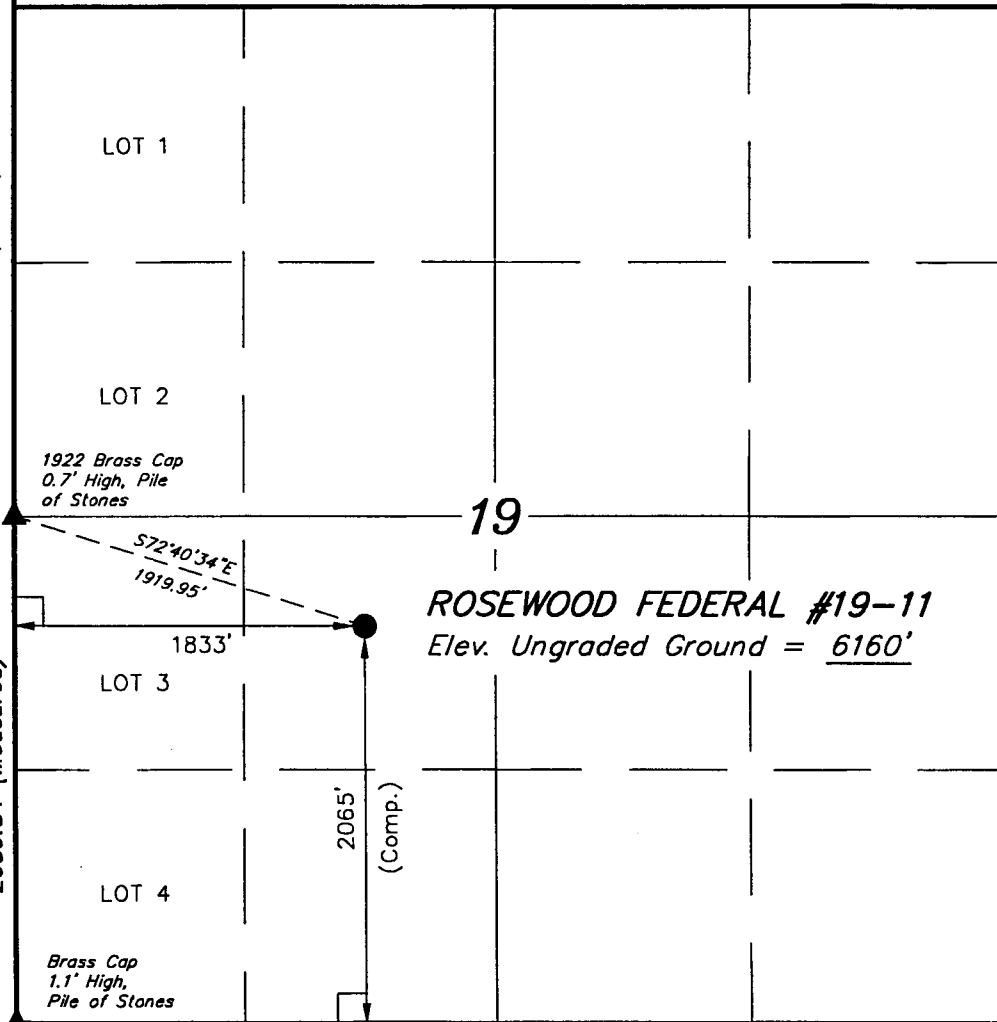 LOT 1
LOT 2
1922 Brass Cap
0.7' High, Pile
of Stones
19
S72°40'34"E
1919.95'
ROSEWOOD FEDERAL #19-11
Elev. Ungraded Ground = 6160'
1833'
LOT 3
2065'
(Comp.)
LOT 4
Brass Cap
1.1' High,
Pile of Stones